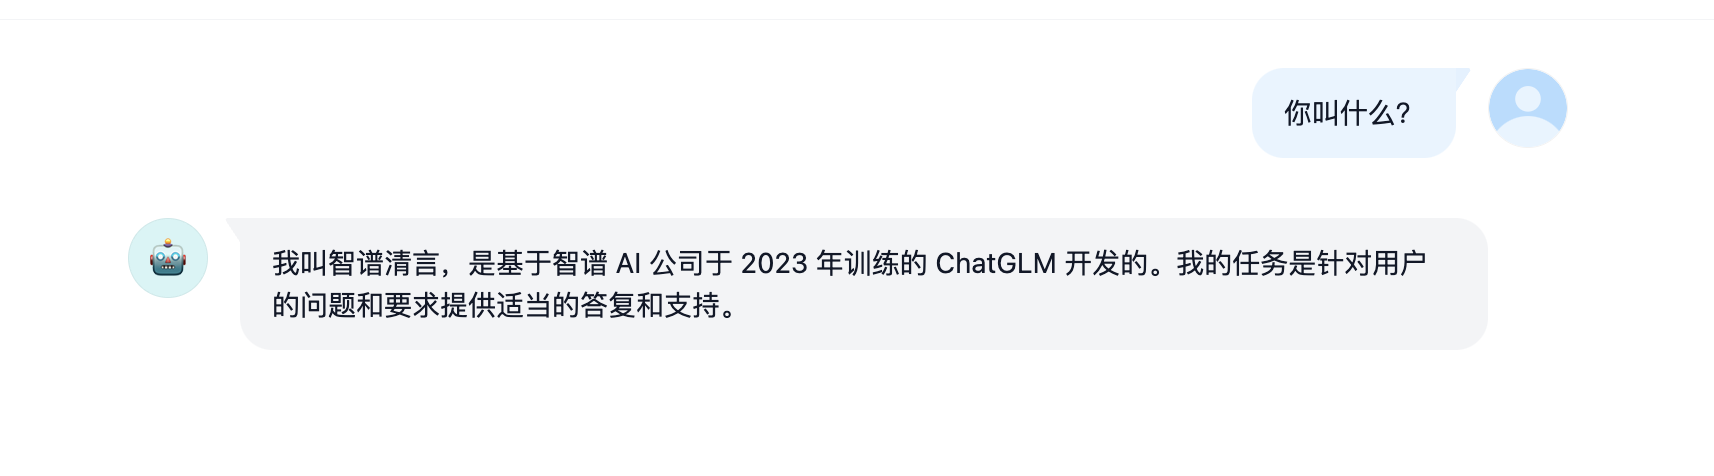 你叫什么?
我叫智谱清言，是基于智谱 AI 公司于 2023 年训练的 ChatGLM 开发的。我的任务是针对用户
的问题和要求提供适当的答复和支持。